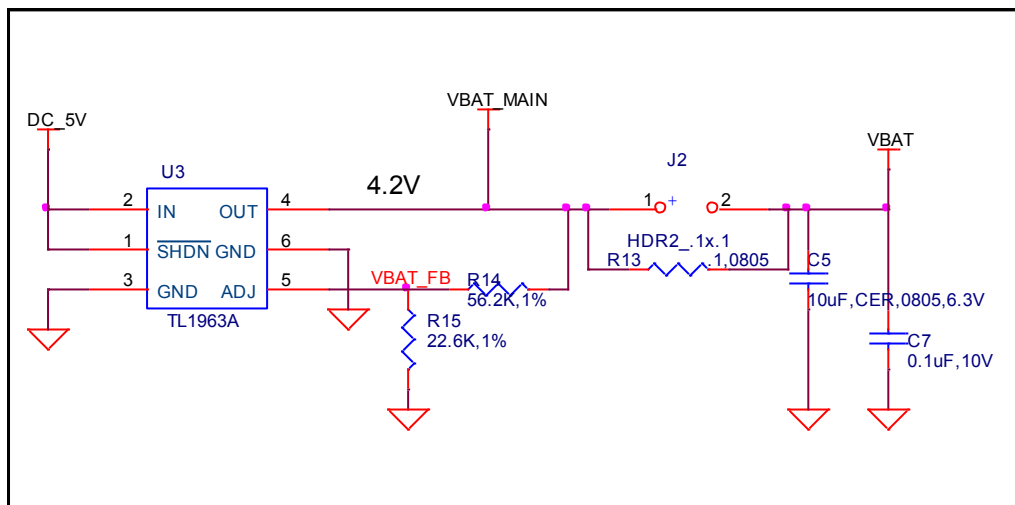 VBAT_MAIN
DC_5V
VBAT
U3
J2
4.2V
2 IN OUT 4
1 + 2
1 SHDN GND 6
HDR2_.1x.1
R13 .1,0805
C5
3 GND ADJ 5
VBAT_FB
R14
56.2K,1%
10uF,CER,0805,6.3V
TL1963A
R15
22.6K,1%
C7
0.1uF,10V